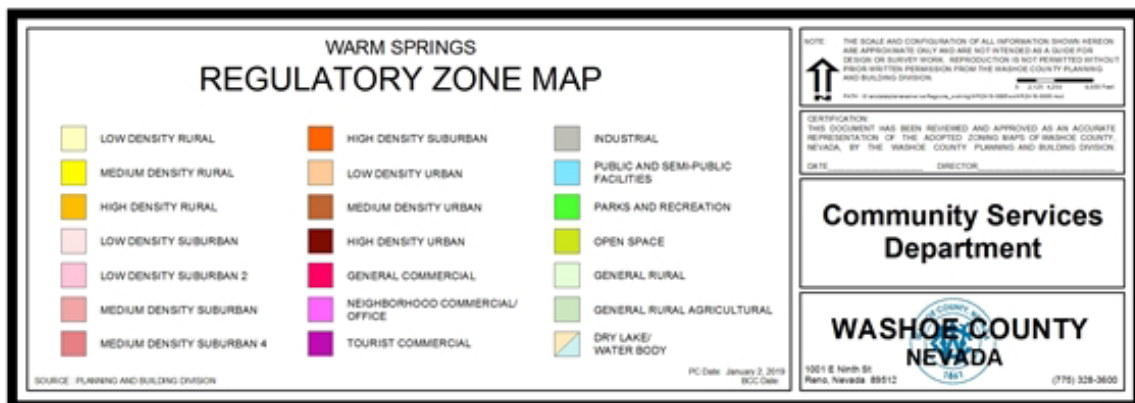 WARM SPRINGS
REGULATORY ZONE MAP
LOW DENSITY RURAL
MEDIUM DENSITY RURAL
HIGH DENSITY RURAL
LOW DENSITY SUBURBAN
LOW DENSITY SUBURBAN 2
MEDIUM DENSITY SUBURBAN
MEDIUM DENSITY SUBURBAN 4
HIGH DENSITY SUBURBAN
LOW DENSITY URBAN
MEDIUM DENSITY URBAN
HIGH DENSITY URBAN
GENERAL COMMERCIAL
NEIGHBORHOOD COMMERCIAL/
OFFICE
TOURIST COMMERCIAL
INDUSTRIAL
PUBLIC AND SEMI-PUBLIC
FACILITIES
PARKS AND RECREATION
OPEN SPACE
GENERAL RURAL
GENERAL RURAL AGRICULTURAL
DRY LAKE/
WATER BODY
SOURCE: PLANNING AND BUILDING DIVISION
PC Date: January 2, 2019
BCC Date:
NOTE: THE SCALE AND CONFIGURATION OF ALL INFORMATION SHOWN HEREON
ARE APPROXIMATE ONLY AND ARE NOT INTENDED AS A GUIDE FOR
DESIGN OR SURVEY WORK. REPRODUCTION IS NOT PERMITTED WITHOUT
PRIOR WRITTEN PERMISSION FROM THE WASHOE COUNTY PLANNING
AND BUILDING DIVISION.
N
PATH:
CERTIFICATION:
THIS DOCUMENT HAS BEEN REVIEWED AND APPROVED AS AN ACCURATE
REPRESENTATION OF THE ADOPTED ZONING MAPS OF WASHOE COUNTY,
NEVADA, BY THE WASHOE COUNTY PLANNING AND BUILDING DIVISION.
DATE DIRECTOR
Community Services
Department
WASHOE COUNTY
NEVADA
1861
1001 E Ninth St
Reno, Nevada 89512
(775) 328-3600